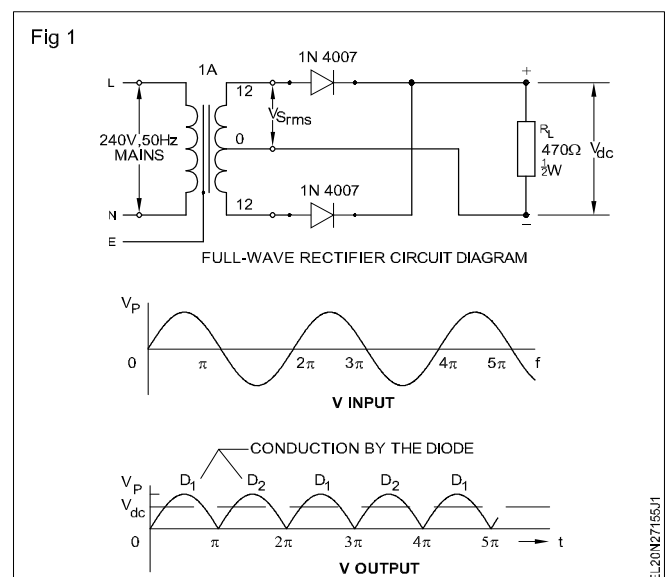 Fig 1
1N 4007
1A
L
12
+
VSrms
0
240V,50Hz
MAINS
RL
470Ω
½W
Vdc
1N 4007
12
N
–
E
FULL-WAVE RECTIFIER CIRCUIT DIAGRAM
VP
0 π 2π 3π 4π 5π f
V INPUT
CONDUCTION BY THE DIODE
VP D1 D2 D1 D2 D1
Vdc
0 π 2π 3π 4π 5π t
V OUTPUT
EL20N27155J1